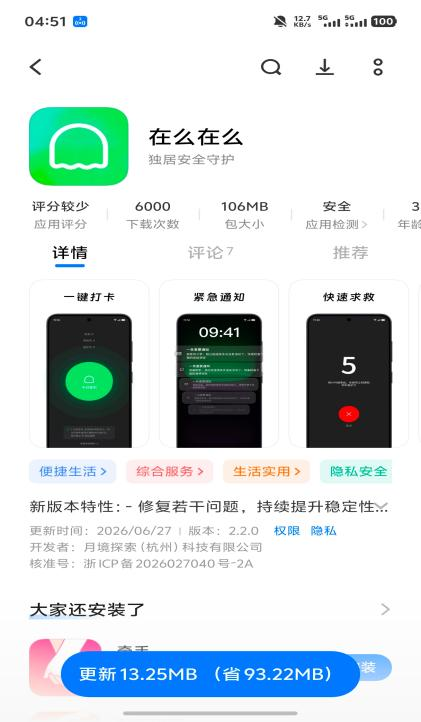 04:51
12.7 KB/s 5G 5G 100
在么在么
独居安全守护
评分较少 6000 106MB 安全 3
应用评分 下载次数 包大小 应用检测 年龄
详情 评论 7 推荐
一键打卡 紧急通知 快速求救
09:41
5
便捷生活 综合服务 生活实用 隐私安全
新版本特性：- 修复若干问题，持续提升稳定性...
更新时间：2026/06/27 | 版本：2.2.0 权限 隐私
开发者：月境探索（杭州）科技有限公司
核准号：浙ICP备2026027040号-2A
大家还安装了
牵手
更新13.25MB （省93.22MB）
装